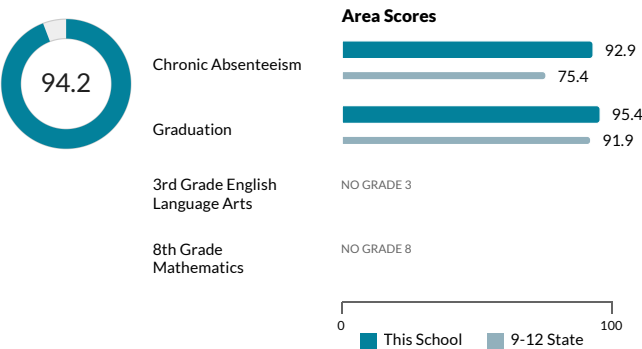 Area Scores
94.2
Chronic Absenteeism
92.9
75.4
Graduation
95.4
91.9
3rd Grade English
Language Arts
NO GRADE 3
8th Grade
Mathematics
NO GRADE 8
0
100
This School
9-12 State